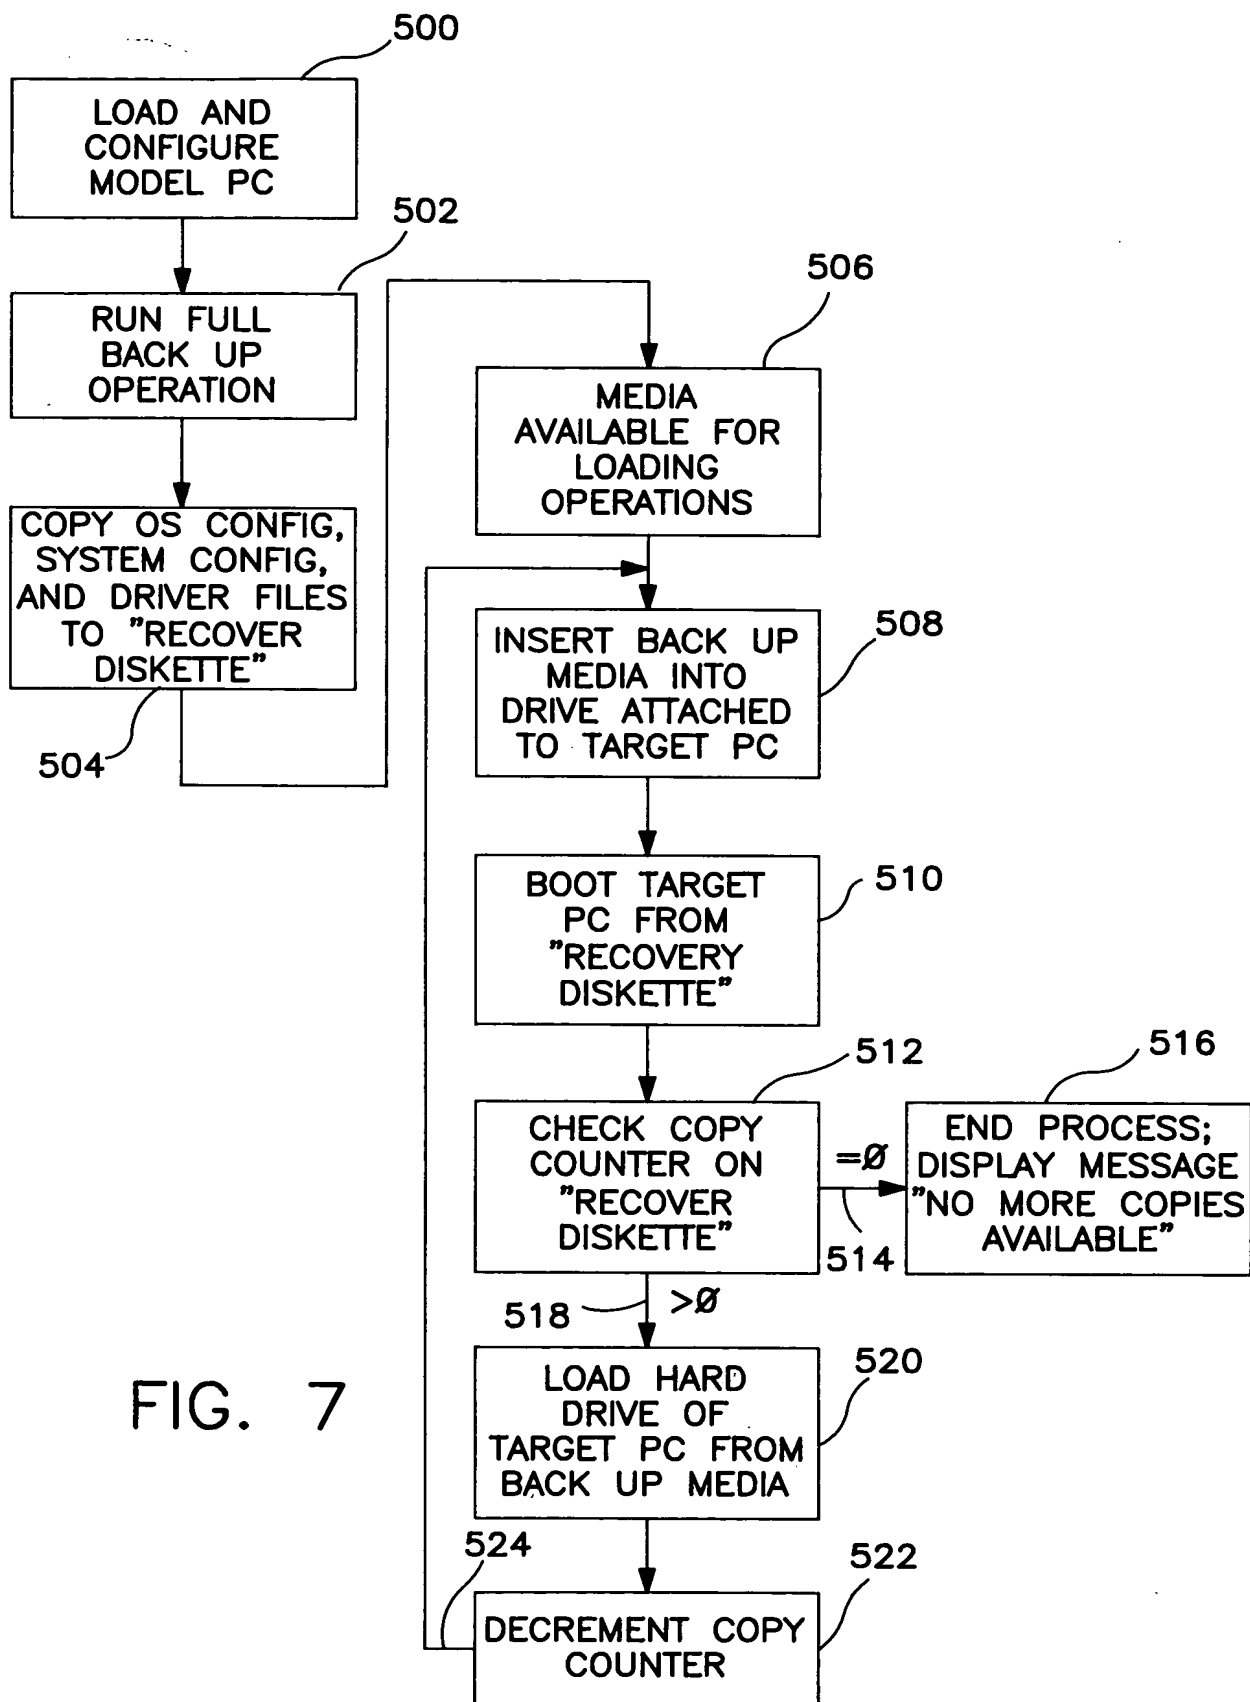 500
LOAD AND
CONFIGURE
MODEL PC
502
RUN FULL
BACK UP
OPERATION
COPY OS CONFIG,
SYSTEM CONFIG,
AND DRIVER FILES
TO "RECOVER
DISKETTE"
504
506
MEDIA
AVAILABLE FOR
LOADING
OPERATIONS
508
INSERT BACK UP
MEDIA INTO
DRIVE ATTACHED
TO TARGET PC
510
BOOT TARGET
PC FROM
"RECOVERY
DISKETTE"
512
CHECK COPY
COUNTER ON
"RECOVER
DISKETTE"
=Ø
514
516
END PROCESS;
DISPLAY MESSAGE
"NO MORE COPIES
AVAILABLE"
518
>Ø
520
LOAD HARD
DRIVE OF
TARGET PC FROM
BACK UP MEDIA
524
522
DECREMENT COPY
COUNTER
FIG. 7